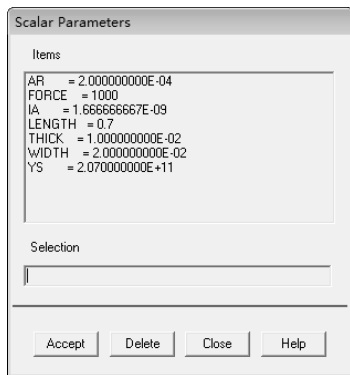 Scalar Parameters
Items
AR = 2.000000000E-04
FORCE = 1000
IA = 1.666666667E-09
LENGTH = 0.7
THICK = 1.000000000E-02
WIDTH = 2.000000000E-02
YS = 2.070000000E+11
Selection
Accept Delete Close Help